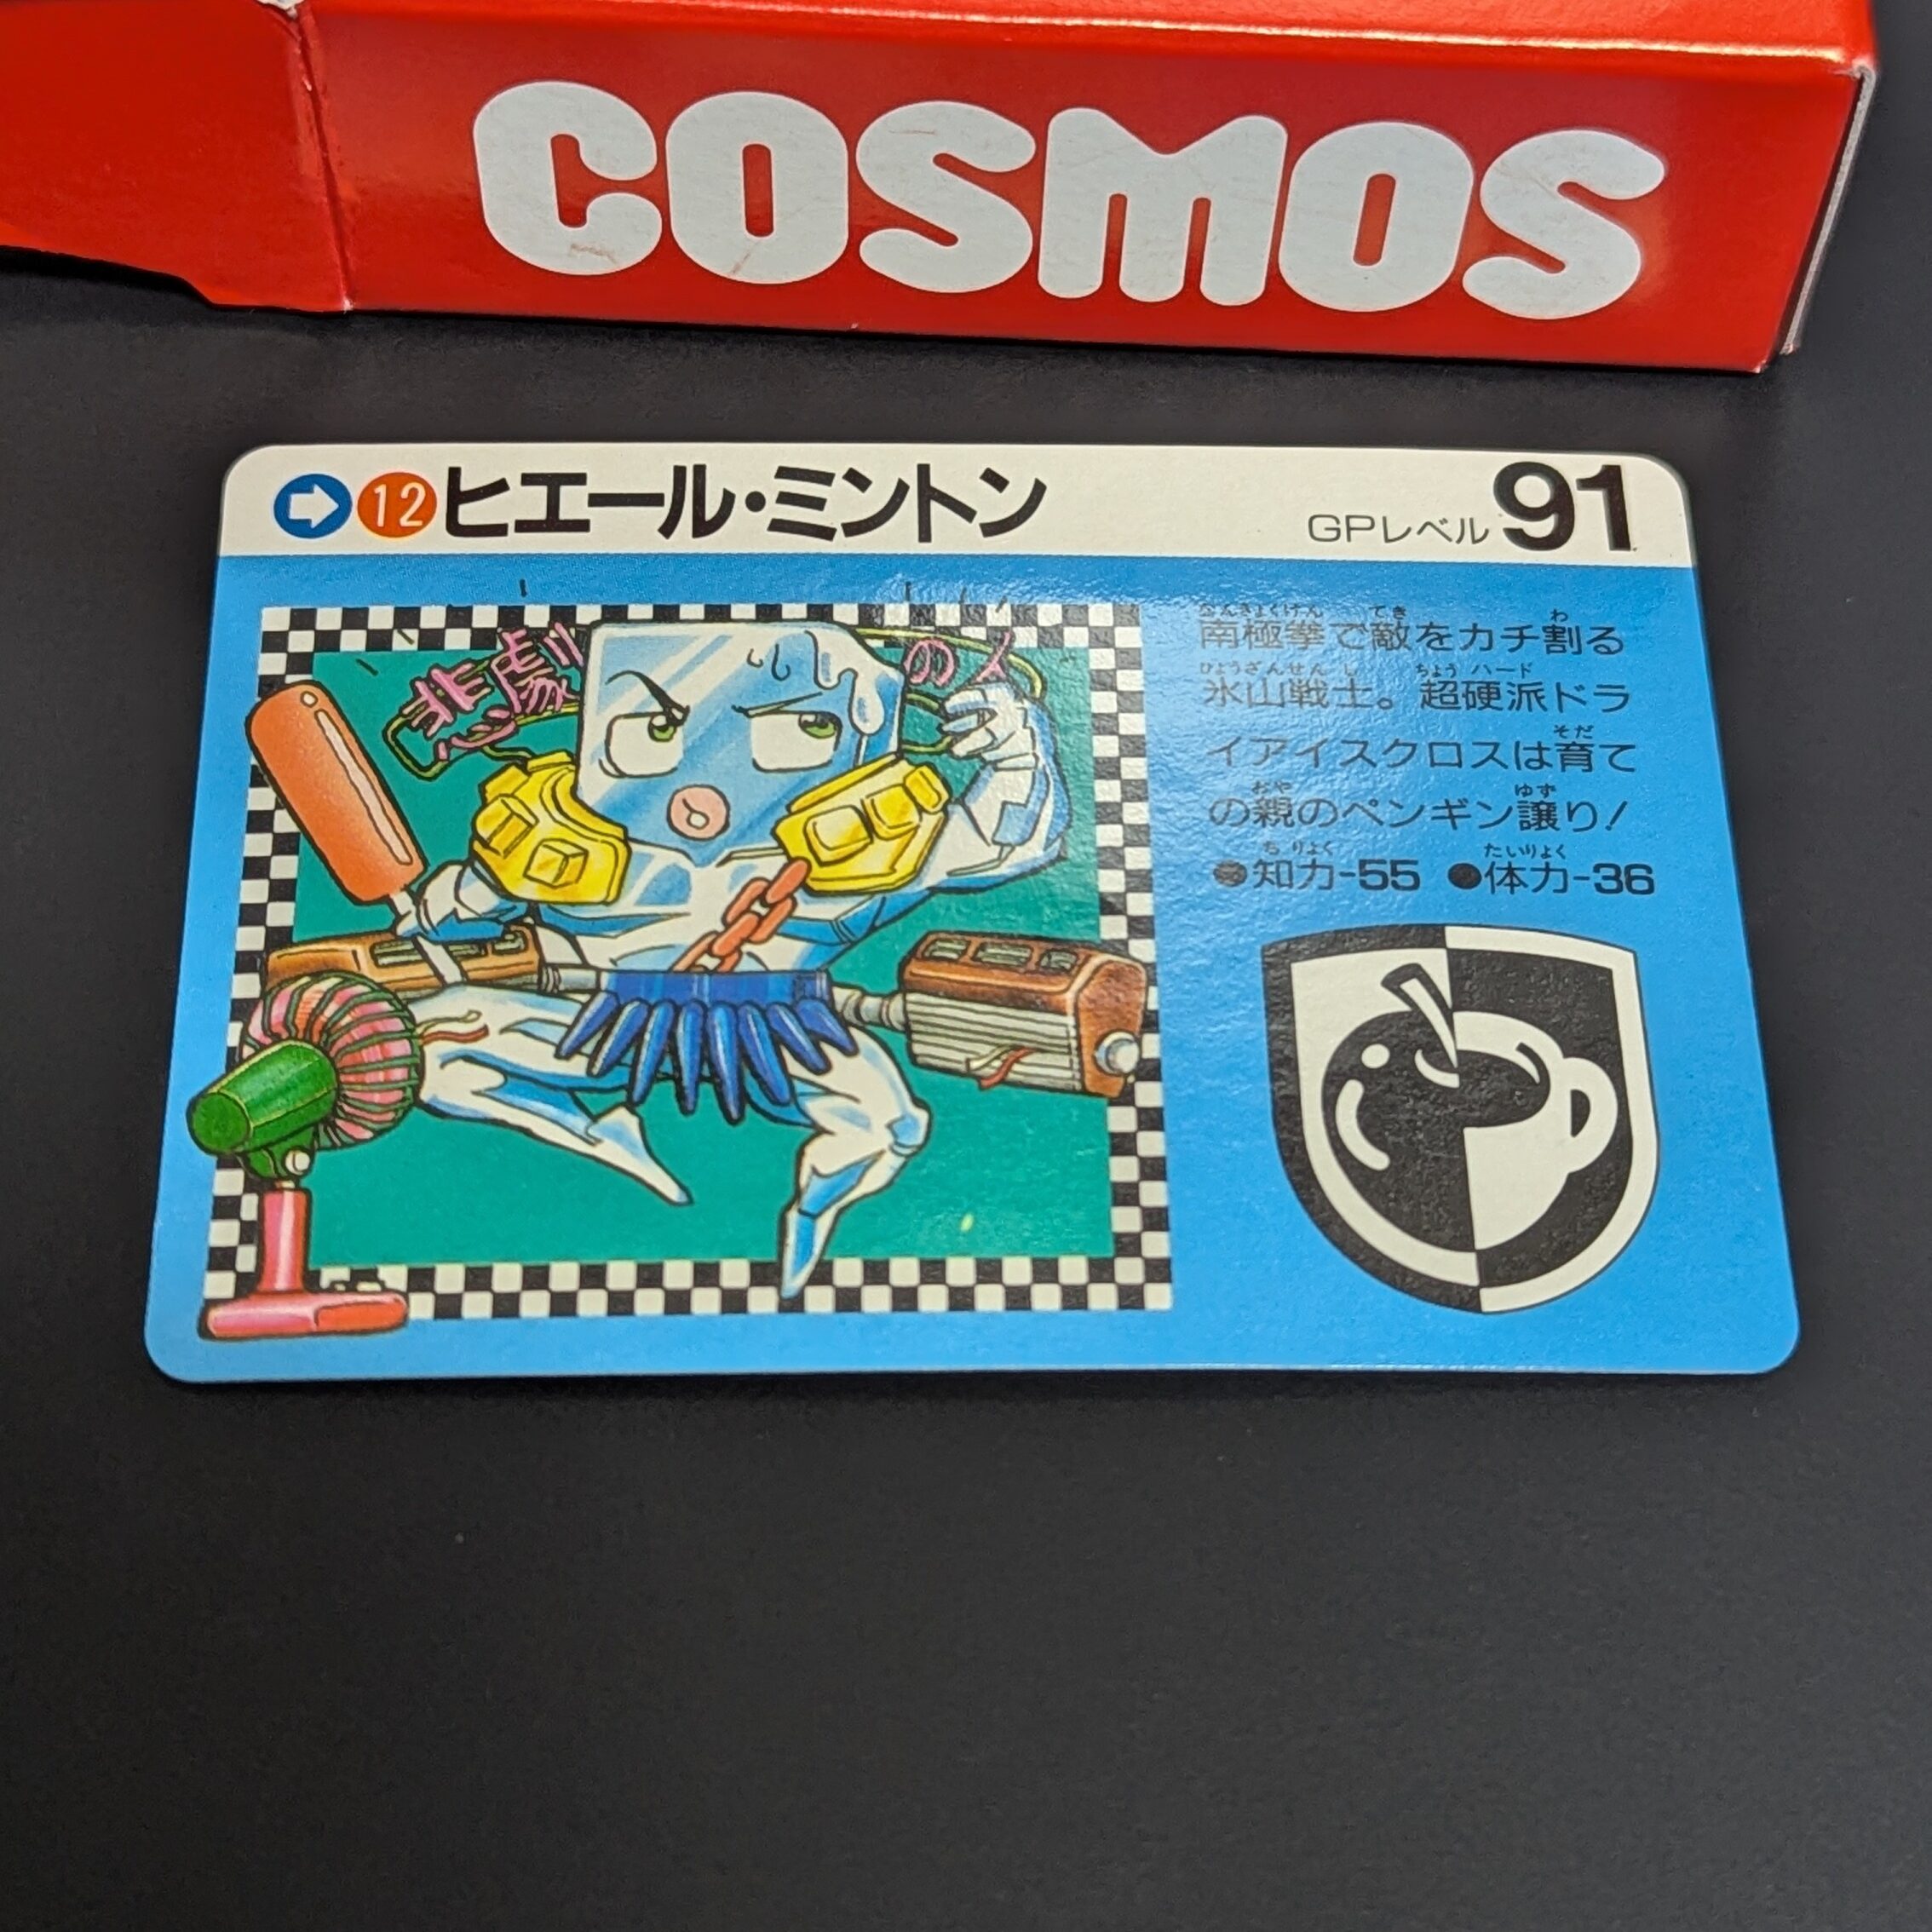 COSMOS
12 ヒエール・ミントン
GPレベル 91
悲劇の人
南極拳で敵をカチ割る
氷山戦士。超硬派ドラ
イアイスクロスは育て
の親のペンギン譲り!
●知力-55 ●体力-36